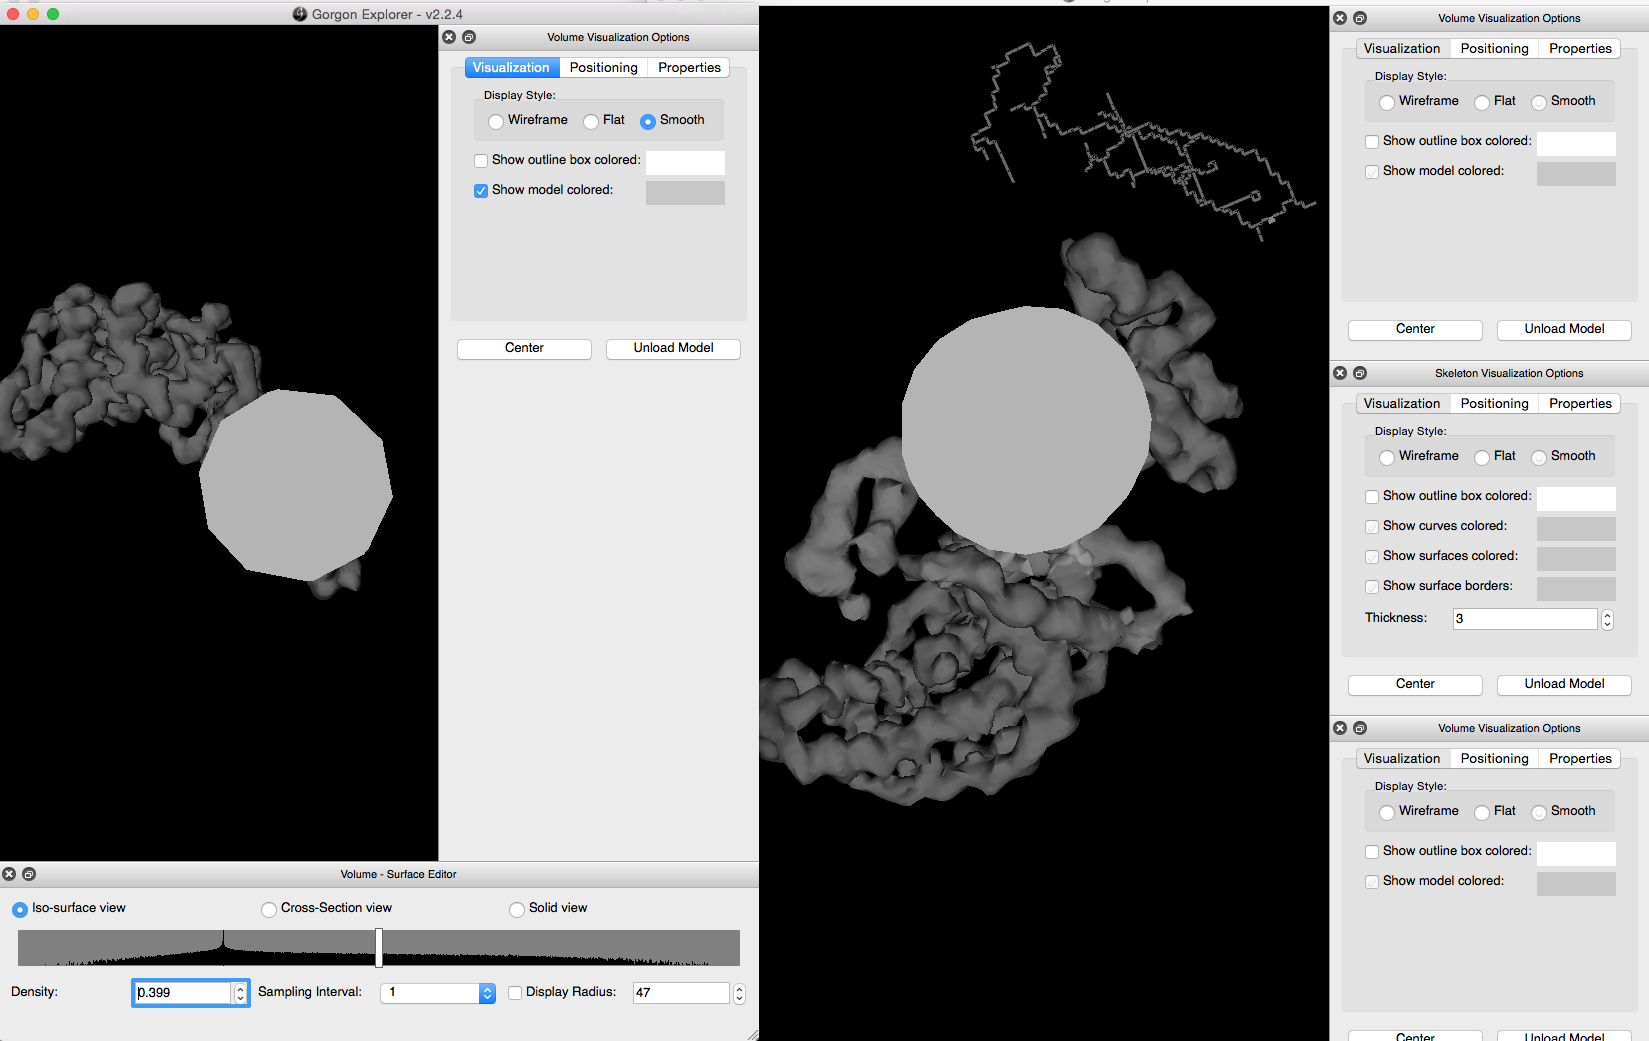 Gorgon Explorer - v2.2.4
Volume Visualization Options
Visualization Positioning Properties
Display Style:
Wireframe Flat Smooth
Show outline box colored:
Show model colored:
Center Unload Model
Volume - Surface Editor
Iso-surface view Cross-Section view Solid view
Density: 0.399 Sampling Interval: 1 Display Radius: 47
Volume Visualization Options
Visualization Positioning Properties
Display Style:
Wireframe Flat Smooth
Show outline box colored:
Show model colored:
Center Unload Model
Skeleton Visualization Options
Visualization Positioning Properties
Display Style:
Wireframe Flat Smooth
Show outline box colored:
Show curves colored:
Show surfaces colored:
Show surface borders:
Thickness: 3
Center Unload Model
Volume Visualization Options
Visualization Positioning Properties
Display Style:
Wireframe Flat Smooth
Show outline box colored:
Show model colored:
Center Unload Model